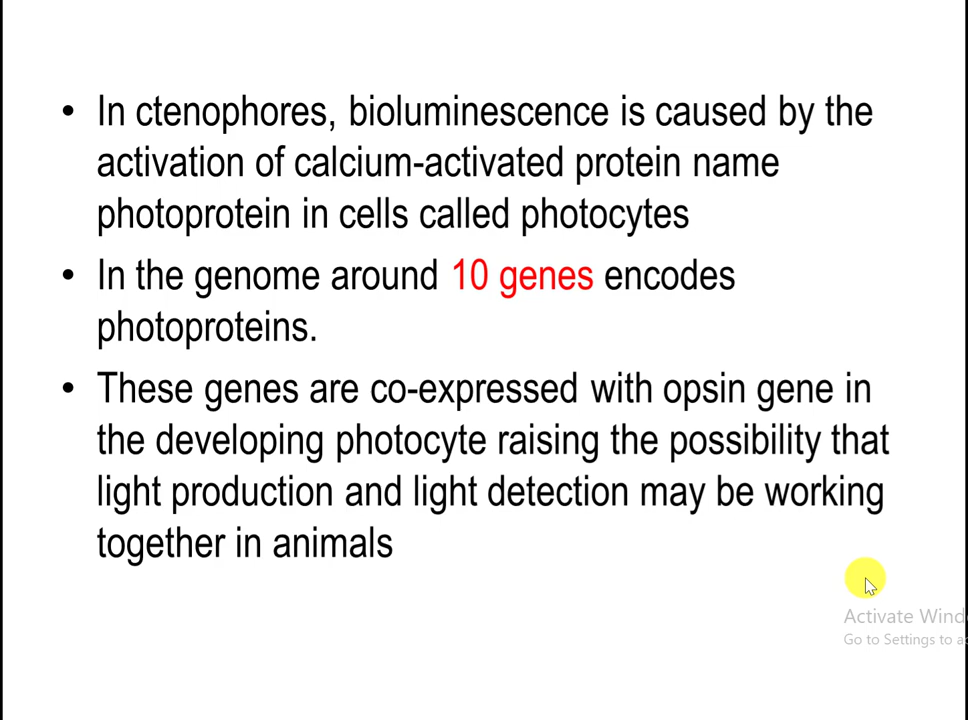 • In ctenophores, bioluminescence is caused by the
activation of calcium-activated protein name
photoprotein in cells called photocytes
• In the genome around 10 genes encodes
photoproteins.
• These genes are co-expressed with opsin gene in
the developing photocyte raising the possibility that
light production and light detection may be working
together in animals
Activate Wind
Go to Settings to a